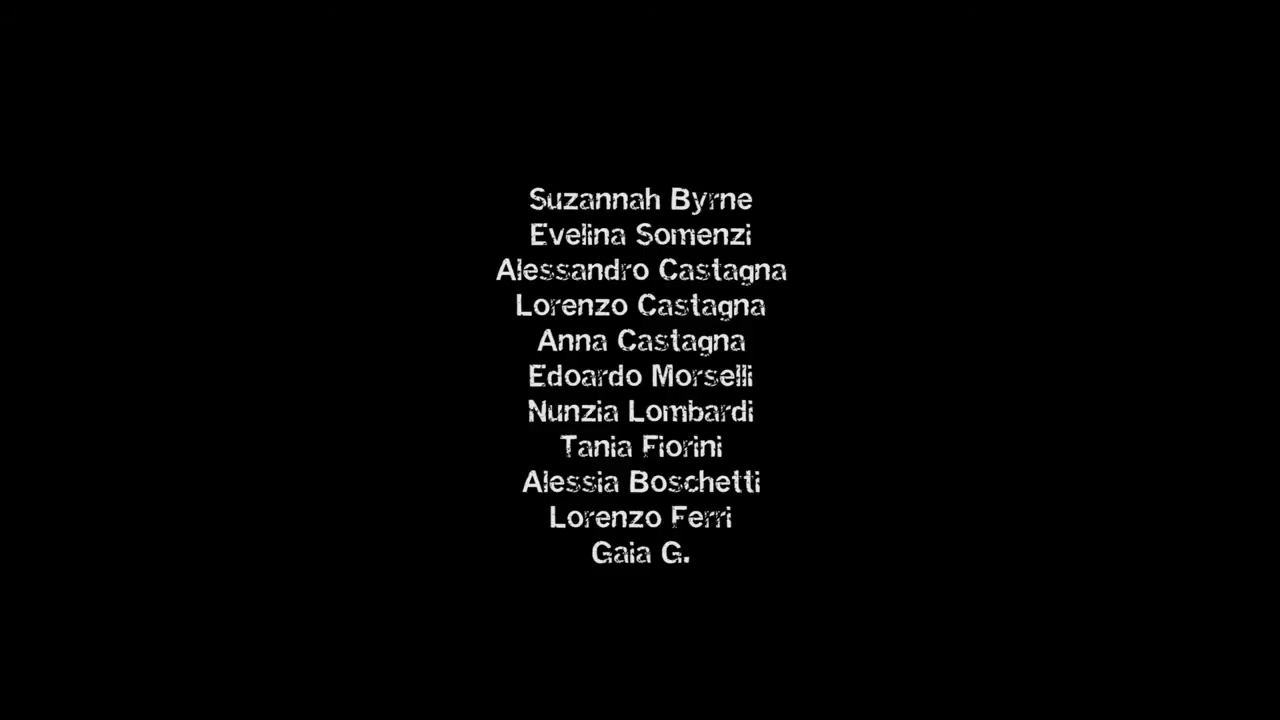 Suzannah Byrne
Evelina Somenzi
Alessandro Castagna
Lorenzo Castagna
Anna Castagna
Edoardo Morselli
Nunzia Lombardi
Tania Fiorini
Alessia Boschetti
Lorenzo Ferri
Gaia G.